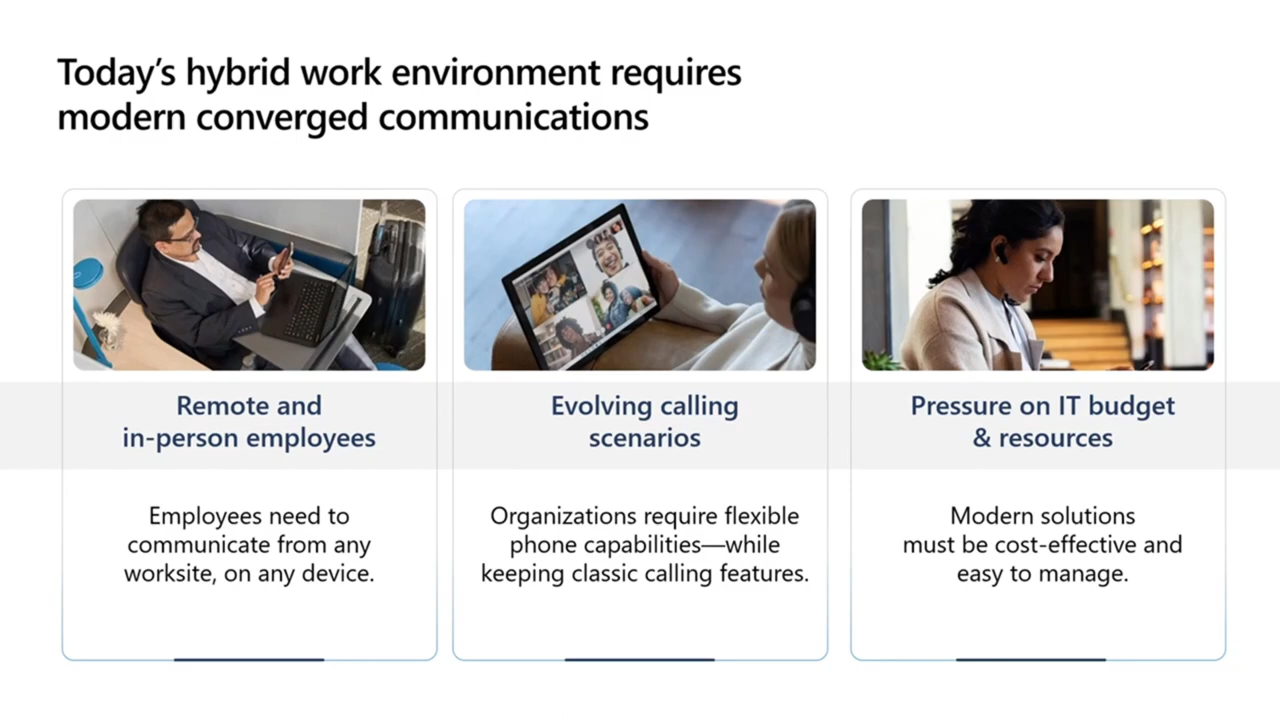 Today’s hybrid work environment requires
modern converged communications
Remote and
in-person employees
Employees need to
communicate from any
worksite, on any device.
Evolving calling
scenarios
Organizations require flexible
phone capabilities—while
keeping classic calling features.
Pressure on IT budget
& resources
Modern solutions
must be cost-effective and
easy to manage.